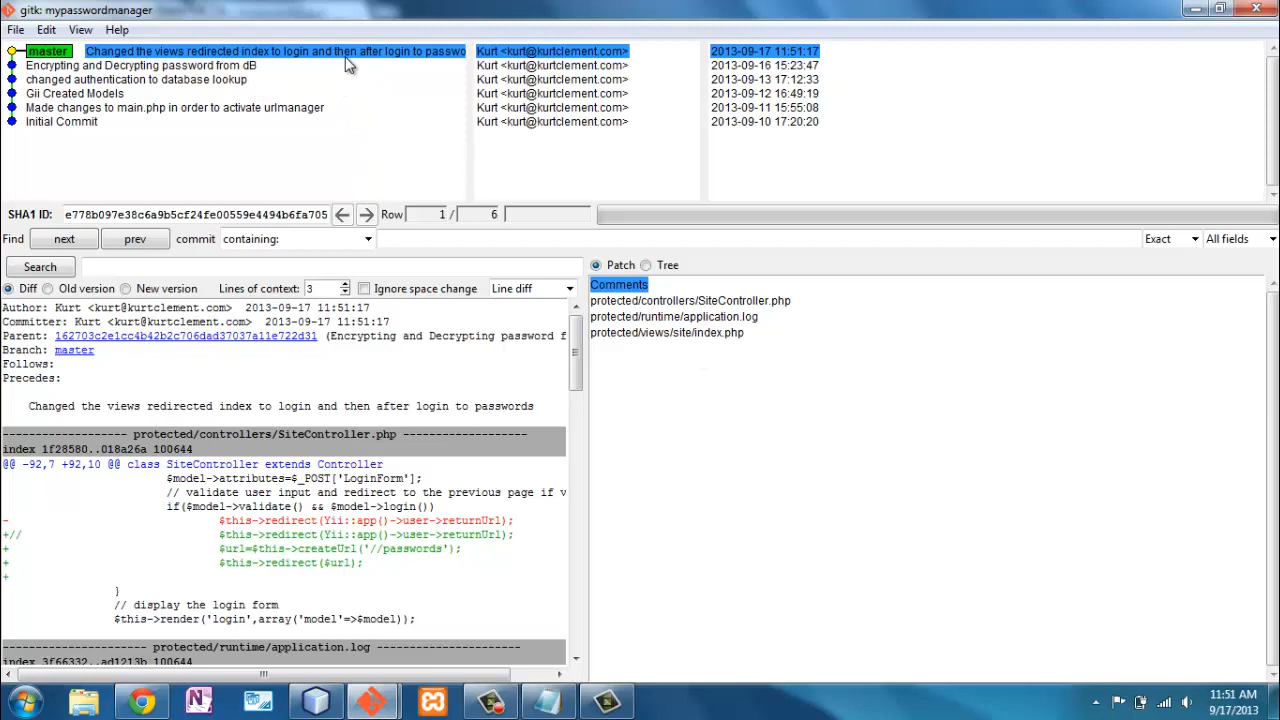 gitk: mypasswordmanager
File Edit View Help
master Changed the views redirected index to login and then after login to passwo Kurt <kurt@kurtclement.com> 2013-09-17 11:51:17
Encrypting and Decrypting password from dB Kurt <kurt@kurtclement.com> 2013-09-16 15:23:47
changed authentication to database lookup Kurt <kurt@kurtclement.com> 2013-09-13 17:12:33
Gii Created Models Kurt <kurt@kurtclement.com> 2013-09-12 16:49:19
Made changes to main.php in order to activate urlmanager Kurt <kurt@kurtclement.com> 2013-09-11 15:55:08
Initial Commit Kurt <kurt@kurtclement.com> 2013-09-10 17:20:20
SHA1 ID: e778b097e38c6a9b5cf24fe00559e4494b6fa705 Row 1 / 6
Find next prev commit containing: Exact All fields
Search Patch Tree
Diff Old version New version Lines of context: 3 Ignore space change Line diff
Comments
protected/controllers/SiteController.php
protected/runtime/application.log
protected/views/site/index.php
Author: Kurt <kurt@kurtclement.com> 2013-09-17 11:51:17
Committer: Kurt <kurt@kurtclement.com> 2013-09-17 11:51:17
Parent: 162703c2e1cc4b42b2c706dad37037a11e722d31 (Encrypting and Decrypting password f
Branch: master
Follows:
Precedes:
Changed the views redirected index to login and then after login to passwords
------------------- protected/controllers/SiteController.php -------------------
index 1f28580..018a26a 100644
@@ -92,7 +92,10 @@ class SiteController extends Controller
$model->attributes=$_POST['LoginForm'];
// validate user input and redirect to the previous page if v
if($model->validate() && $model->login())
- $this->redirect(Yii::app()->user->returnUrl);
+// $this->redirect(Yii::app()->user->returnUrl);
+ $url=$this->createUrl('//passwords');
+ $this->redirect($url);
+
}
// display the login form
$this->render('login',array('model'=>$model));
---------------------- protected/runtime/application.log ----------------------
index 3f66332..ad1213b 100644
11:51 AM
9/17/2013